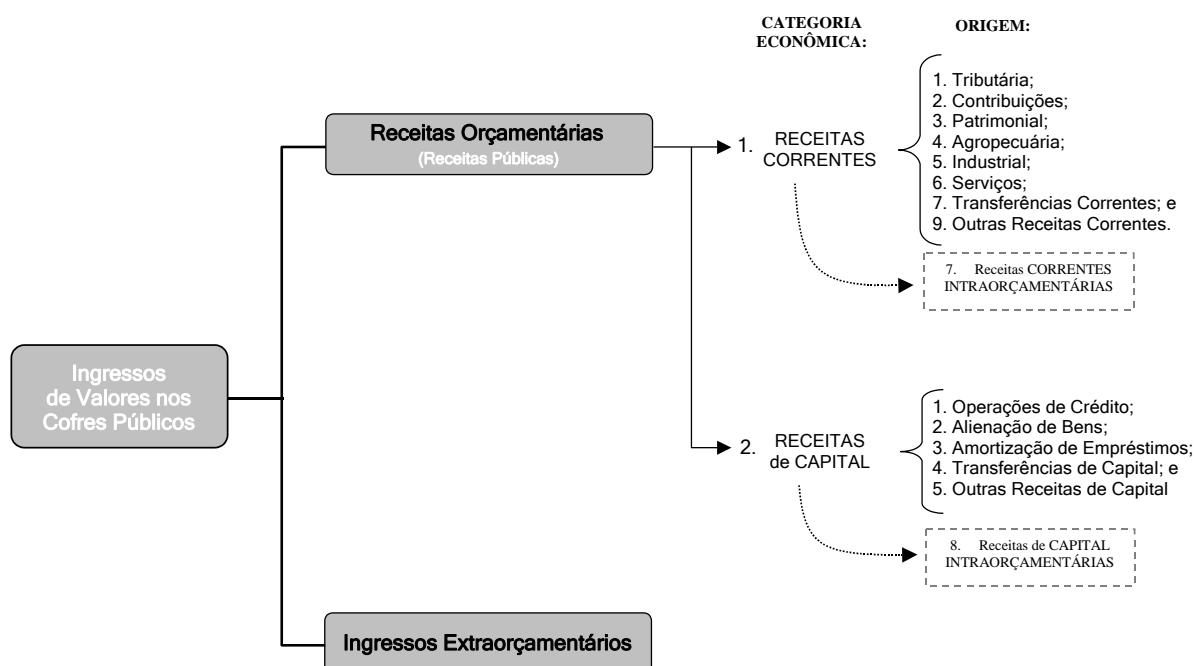 CATEGORIA
ECONÔMICA:
ORIGEM:
Receitas Orçamentárias
(Receitas Públicas)
1. RECEITAS
CORRENTES
1. Tributária;
2. Contribuições;
3. Patrimonial;
4. Agropecuária;
5. Industrial;
6. Serviços;
7. Transferências Correntes; e
9. Outras Receitas Correntes.
7. Receitas CORRENTES
INTRAORÇAMENTÁRIAS
Ingressos
de Valores nos
Cofres Públicos
2. RECEITAS
de CAPITAL
1. Operações de Crédito;
2. Alienação de Bens;
3. Amortização de Empréstimos;
4. Transferências de Capital; e
5. Outras Receitas de Capital
8. Receitas de CAPITAL
INTRAORÇAMENTÁRIAS
Ingressos Extraorçamentários